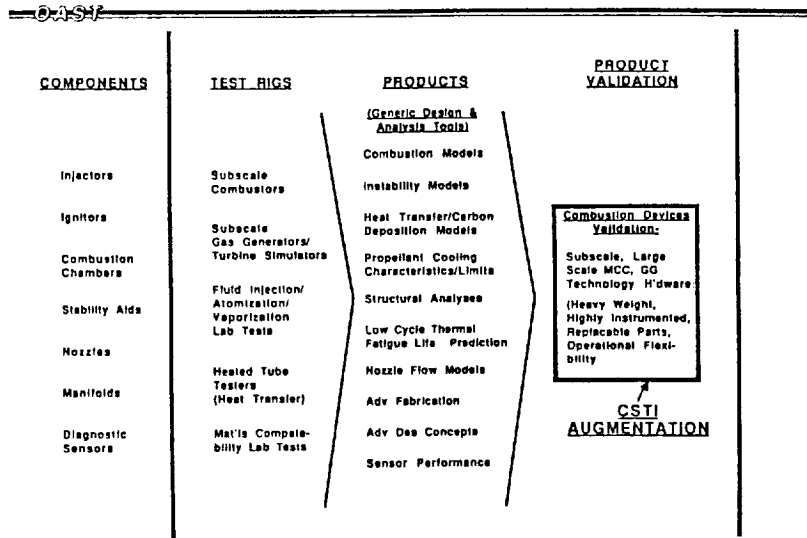 OAST
COMPONENTS
Injectors
Ignitors
Combustion
Chambers
Stability Aids
Nozzles
Manifolds
Diagnostic
Sensors
TEST RIGS
Subscale
Combustors
Subscale
Gas Generators/
Turbine Simulators
Fluid Injection/
Atomization/
Vaporization
Lab Tests
Heated Tube
Testers
(Heat Transfer)
Mat'ls Compata-
bility Lab Tests
PRODUCTS
(Generic Design &
Analysis Tools)
Combustion Models
Instability Models
Heat Transfer/Carbon
Deposition Models
Propellant Cooling
Characteristics/Limits
Structural Analyses
Low Cycle Thermal
Fatigue Life Prediction
Nozzle Flow Models
Adv Fabrication
Adv Des Concepts
Sensor Performance
PRODUCT
VALIDATION
Combustion Devices
Validation-
Subscale, Large
Scale MCC, GG
Technology H'dware
(Heavy Weight,
Highly Instrumented,
Replacable Parts,
Operational Flexi-
bility
CSTI
AUGMENTATION